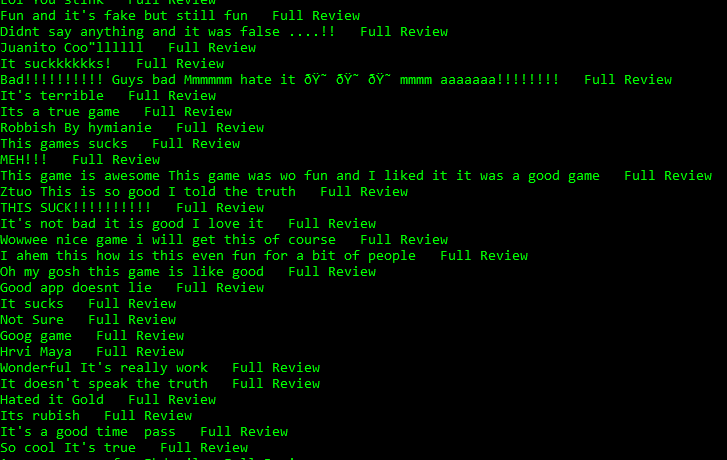 Lol You stink   Full Review
Fun and it's fake but still fun   Full Review
Didnt say anything and it was false ....!!   Full Review
Juanito Coo"llllll   Full Review
It suckkkkkks!   Full Review
Bad!!!!!!!!!! Guys bad Mmmmmm hate it ðŸ˜ ðŸ˜ ðŸ˜ mmmm aaaaaaa!!!!!!!!   Full Review
It's terrible   Full Review
Its a true game   Full Review
Robbish By hymianie   Full Review
This games sucks   Full Review
MEH!!!   Full Review
This game is awesome This game was wo fun and I liked it it was a good game   Full Review
Ztuo This is so good I told the truth   Full Review
THIS SUCK!!!!!!!!!!   Full Review
It's not bad it is good I love it   Full Review
Wowwee nice game i will get this of course   Full Review
I ahem this how is this even fun for a bit of people   Full Review
Oh my gosh this game is like good   Full Review
Good app doesnt lie   Full Review
It sucks   Full Review
Not Sure   Full Review
Goog game   Full Review
Hrvi Maya   Full Review
Wonderful It's really work   Full Review
It doesn't speak the truth   Full Review
Hated it Gold   Full Review
Its rubish   Full Review
It's a good time  pass   Full Review
So cool It's true   Full Review